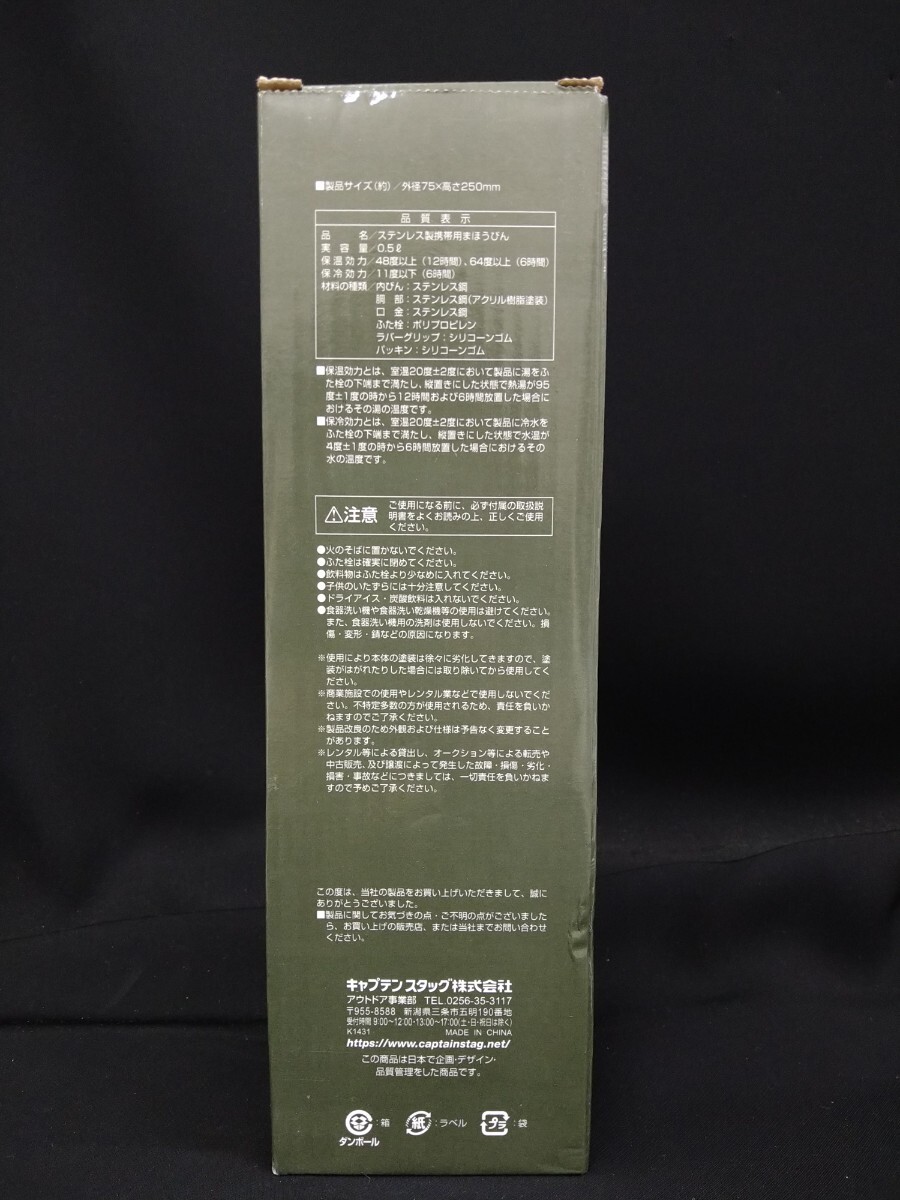 ■製品サイズ(約)/外径75×高さ250mm
品質表示
品名/ステンレス製携帯用まほうびん
実容量/0.5ℓ
保温効力/48度以上(12時間)、64度以上(6時間)
保冷効力/11度以下(6時間)
材料の種類/内びん:ステンレス鋼
胴部:ステンレス鋼(アクリル樹脂塗装)
口金:ステンレス鋼
ふた栓:ポリプロピレン
ラバーグリップ:シリコーンゴム
パッキン:シリコーンゴム
■保温効力とは、室温20度±2度において製品に湯をふ
た栓の下端まで満たし、縦置きにした状態で熱湯が95
度±1度の時から12時間および6時間放置した場合に
おけるその湯の温度です。
■保冷効力とは、室温20度±2度において製品に冷水を
ふた栓の下端まで満たし、縦置きにした状態で水温が
4度±1度の時から6時間放置した場合におけるその
水の温度です。
⚠注意
ご使用になる前に、必ず付属の取扱説
明書をよくお読みの上、正しくご使用
ください。
●火のそばに置かないでください。
●ふた栓は確実に閉めてください。
●飲料物はふた栓より少なめに入れてください。
●子供のいたずらには十分注意してください。
●ドライアイス・炭酸飲料は入れないでください。
●食器洗い機や食器洗い乾燥機等の使用は避けてください。
また、食器洗い機用の洗剤は使用しないでください。損
傷・変形・錆などの原因になります。
※使用により本体の塗装は徐々に劣化してきますので、塗
装がはがれたりした場合には取り除いてから使用してく
ださい。
※商業施設での使用やレンタル業などで使用しないでくだ
さい。不特定多数の方が使用されるため、責任を負いか
ねますのでご了承ください。
※製品改良のため外観および仕様は予告なく変更すること
があります。
※レンタル等による貸出し、オークション等による転売や
中古販売、及び譲渡によって発生した故障・損傷・劣化・
損害・事故などにつきましては、一切責任を負いかねま
すので予めご了承ください。
この度は、当社の製品をお買い上げいただきまして、誠に
ありがとうございました。
■製品に関してお気づきの点・ご不明の点がございました
ら、お買い上げの販売店、または当社までお問い合わせ
ください。
キャプテンスタッグ株式会社
アウトドア事業部 TEL.0256-35-3117
〒955-8588 新潟県三条市五明190番地
受付時間 9:00~12:00・13:00~17:00(土・日・祝日は除く)
K1431 MADE IN CHINA
https://www.captainstag.net/
この商品は日本で企画・デザイン・
品質管理をした商品です。
ダンボール:箱 紙:ラベル プラ:袋